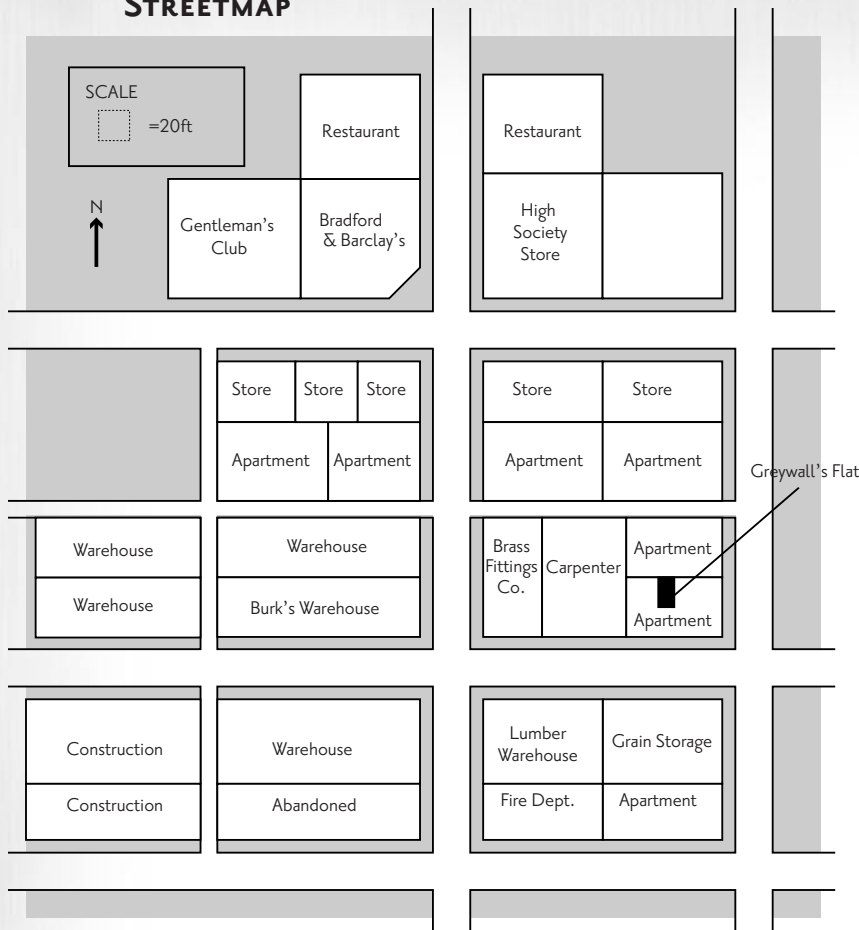 STREETMAP
SCALE
=20ft
N
Restaurant
Restaurant
Gentleman's
Club
Bradford
& Barclay's
High
Society
Store
Store
Store
Store
Store
Store
Apartment
Apartment
Apartment
Apartment
Greywall's Flat
Warehouse
Warehouse
Brass
Fittings
Co.
Carpenter
Apartment
Warehouse
Burk's Warehouse
Apartment
Construction
Warehouse
Lumber
Warehouse
Grain Storage
Construction
Abandoned
Fire Dept.
Apartment